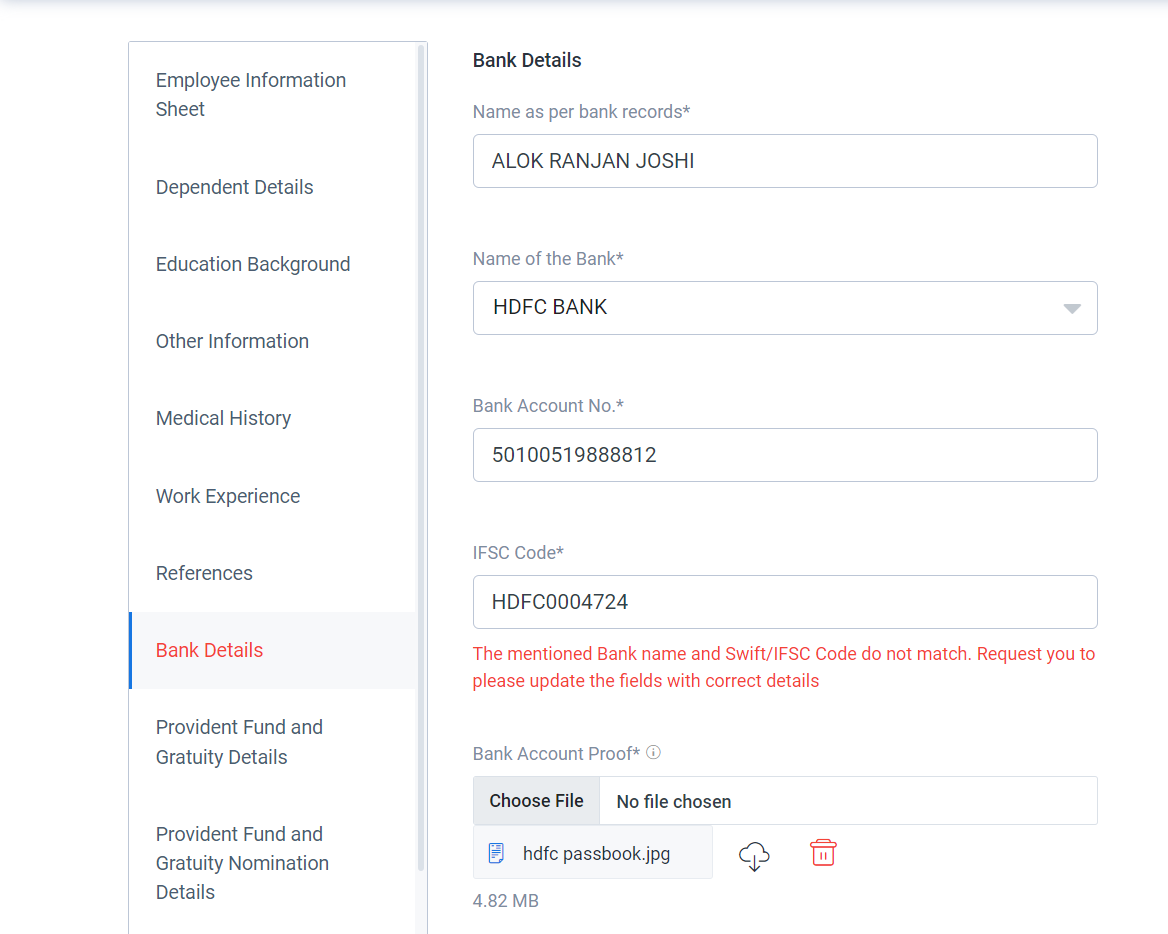 Employee Information
Sheet
Dependent Details
Education Background
Other Information
Medical History
Work Experience
References
Bank Details
Provident Fund and
Gratuity Details
Provident Fund and
Gratuity Nomination
Details
Bank Details
Name as per bank records*
ALOK RANJAN JOSHI
Name of the Bank*
HDFC BANK
Bank Account No.*
50100519888812
IFSC Code*
HDFC0004724
The mentioned Bank name and Swift/IFSC Code do not match. Request you to
please update the fields with correct details
Bank Account Proof*
Choose File No file chosen
hdfc passbook.jpg
4.82 MB